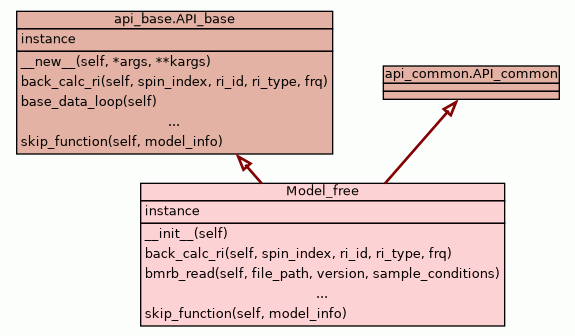 api_base.API_base
instance
__new__(self, *args, **kargs)
back_calc_ri(self, spin_index, ri_id, ri_type, frq)
base_data_loop(self)
...
skip_function(self, model_info)
api_common.API_common
Model_free
instance
__init__(self)
back_calc_ri(self, spin_index, ri_id, ri_type, frq)
bmrb_read(self, file_path, version, sample_conditions)
...
skip_function(self, model_info)